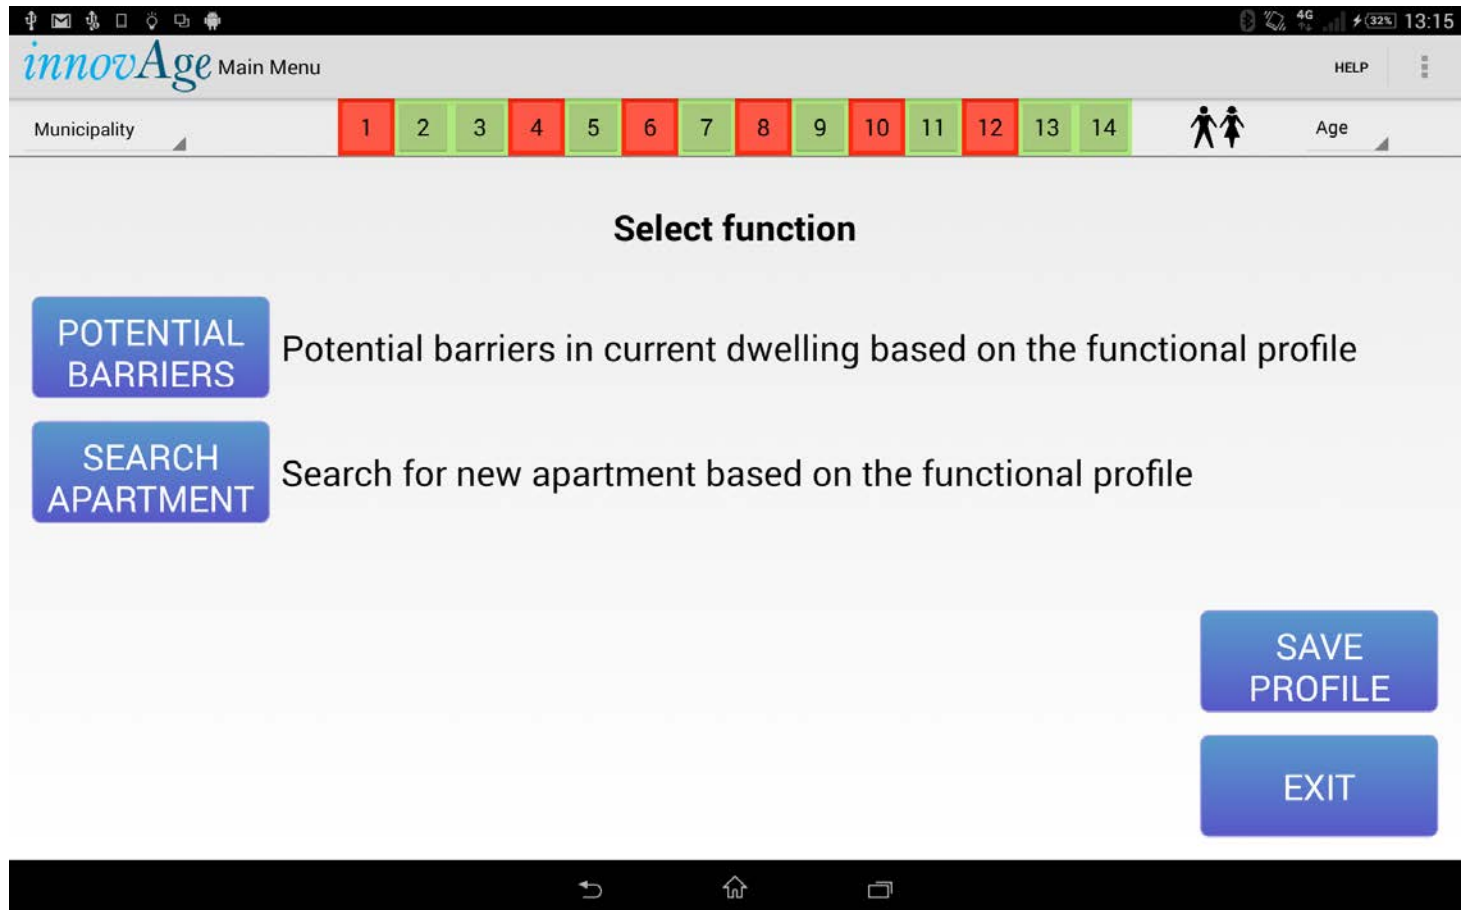 4G 32% 13:15
innovAge Main Menu HELP
Municipality 1 2 3 4 5 6 7 8 9 10 11 12 13 14 Age
Select function
POTENTIAL
BARRIERS
Potential barriers in current dwelling based on the functional profile
SEARCH
APARTMENT
Search for new apartment based on the functional profile
SAVE
PROFILE
EXIT